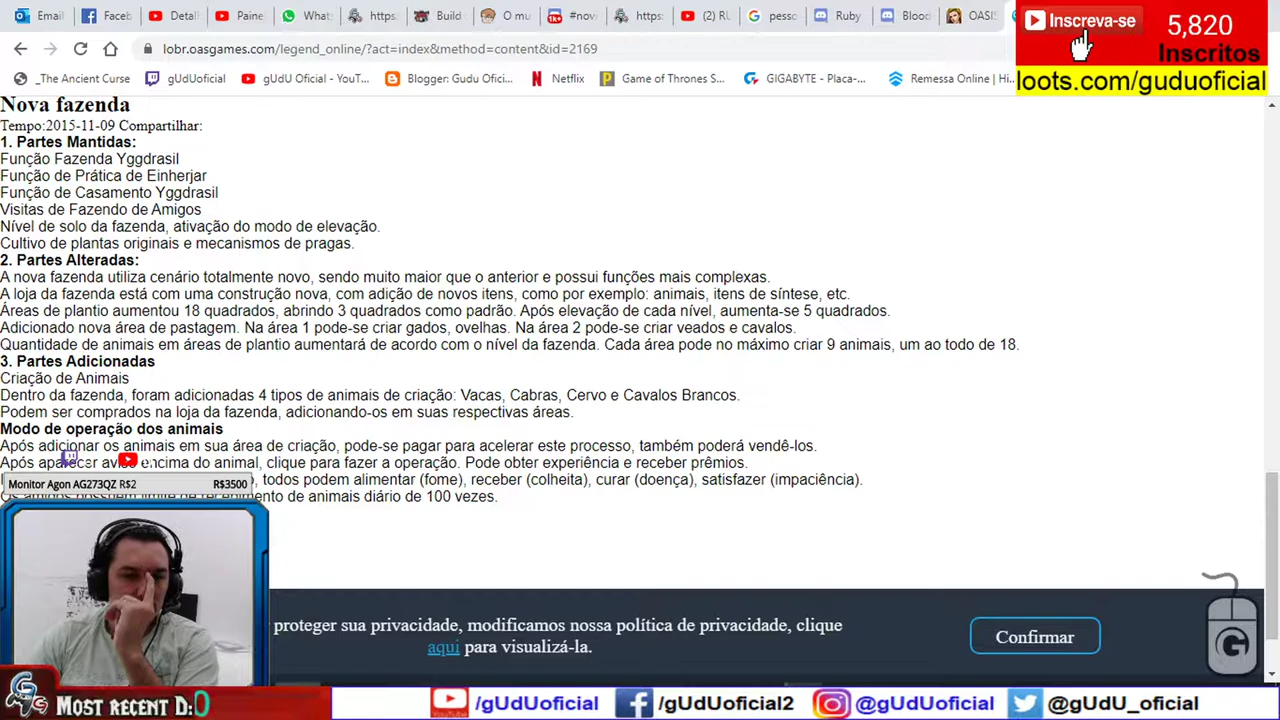 Email
Faceb
Detal
Paine
What
https:
Build
O mu
#nov
https:
(2) RU
pesso
Ruby
Blood
OASI
Inscreva-se
5,820
Inscritos
loots.com/guduoficial
lobr.oasgames.com/legend_online/?act=index&method=content&id=2169
_The Ancient Curse
gUdUoficial
gUdU Oficial - YouT...
Blogger: Gudu Ofici...
Netflix
Game of Thrones S...
GIGABYTE - Placa-...
Remessa Online | Hi...
Nova fazenda
Tempo:2015-11-09 Compartilhar:
1. Partes Mantidas:
Função Fazenda Yggdrasil
Função de Prática de Einherjar
Função de Casamento Yggdrasil
Visitas de Fazendo de Amigos
Nível de solo da fazenda, ativação do modo de elevação.
Cultivo de plantas originais e mecanismos de pragas.
2. Partes Alteradas:
A nova fazenda utiliza cenário totalmente novo, sendo muito maior que o anterior e possui funções mais complexas.
A loja da fazenda está com uma construção nova, com adição de novos itens, como por exemplo: animais, itens de síntese, etc.
Áreas de plantio aumentou 18 quadrados, abrindo 3 quadrados como padrão. Após elevação de cada nível, aumenta-se 5 quadrados.
Adicionado nova área de pastagem. Na área 1 pode-se criar gados, ovelhas. Na área 2 pode-se criar veados e cavalos.
Quantidade de animais em áreas de plantio aumentará de acordo com o nível da fazenda. Cada área pode no máximo criar 9 animais, um ao todo de 18.
3. Partes Adicionadas
Criação de Animais
Dentro da fazenda, foram adicionadas 4 tipos de animais de criação: Vacas, Cabras, Cervo e Cavalos Brancos.
Podem ser comprados na loja da fazenda, adicionando-os em suas respectivas áreas.
Modo de operação dos animais
Após adicionar os animais em sua área de criação, pode-se pagar para acelerar este processo, também poderá vendê-los.
Após aparecer aviso encima do animal, clique para fazer a operação. Pode obter experiência e receber prêmios.
todos podem alimentar (fome), receber (colheita), curar (doença), satisfazer (impaciência).
Monitor Agon AG273QZ R$2
R$3500
Os amigos possuem limite de recebimento de animais diário de 100 vezes.
proteger sua privacidade, modificamos nossa política de privacidade, clique
aqui para visualizá-la.
Confirmar
Most recent D:0
/gUdUoficial
/gUdUoficial2
@gUdUoficial
@gUdU_oficial